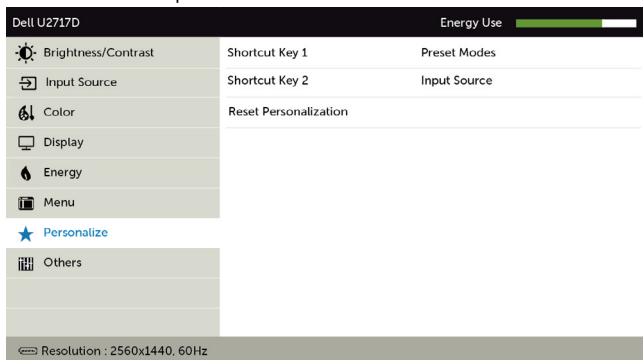 Dell U2717D Energy Use
Brightness/Contrast Shortcut Key 1 Preset Modes
Input Source Shortcut Key 2 Input Source
Color Reset Personalization
Display
Energy
Menu
Personalize
Others
Resolution : 2560x1440, 60Hz